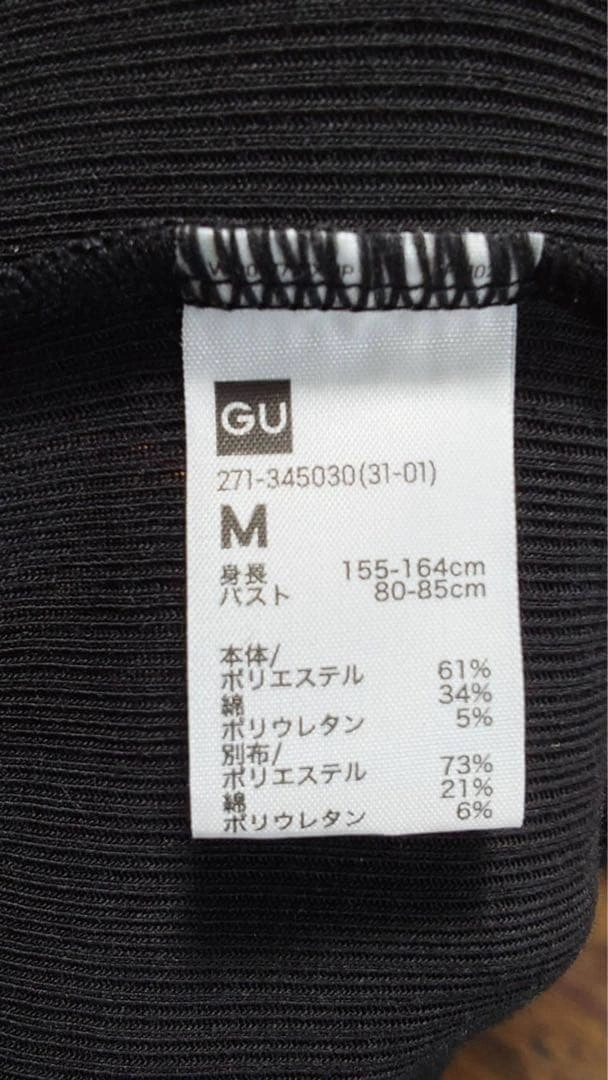 GU
271-345030(31-01)
M
身長 155-164cm
バスト 80-85cm
本体/
ポリエステル 61%
綿 34%
ポリウレタン 5%
別布/
ポリエステル 73%
綿 21%
ポリウレタン 6%